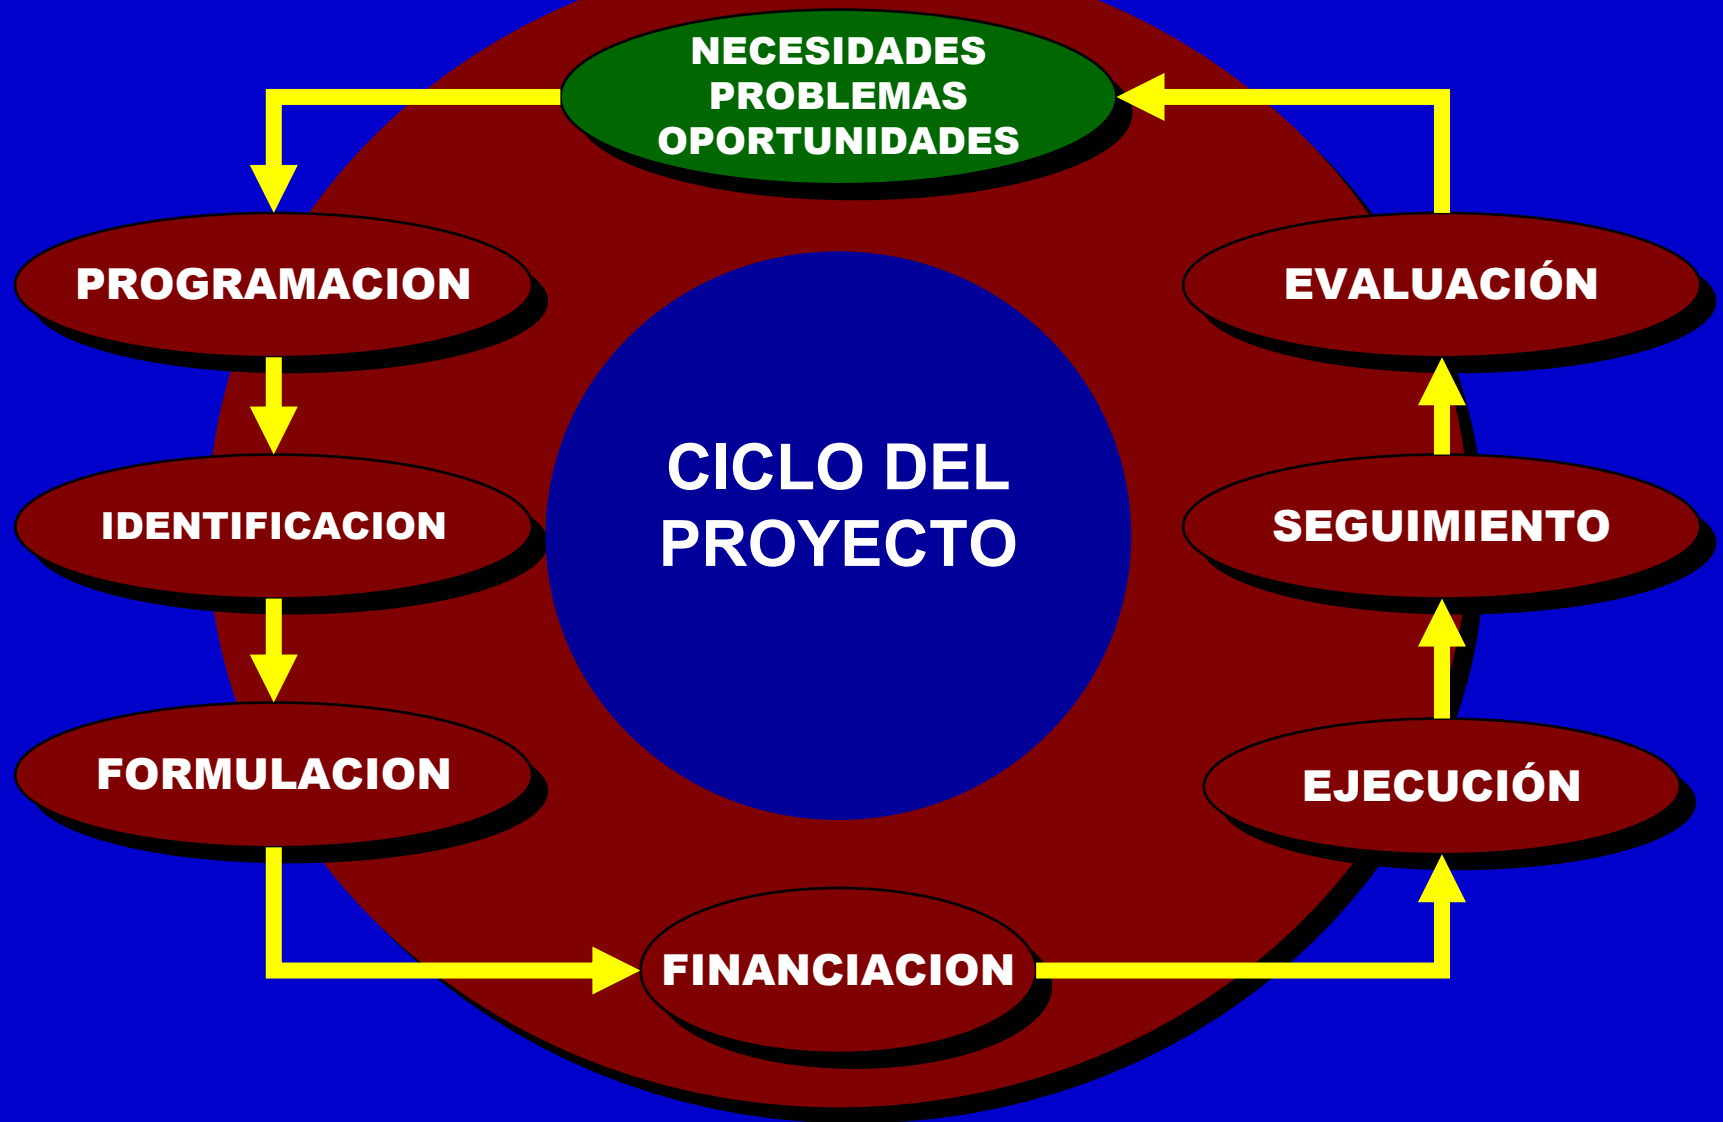 NECESIDADES
PROBLEMAS
OPORTUNIDADES
PROGRAMACION
EVALUACIÓN
CICLO DEL
PROYECTO
IDENTIFICACION
SEGUIMIENTO
FORMULACION
EJECUCIÓN
FINANCIACION